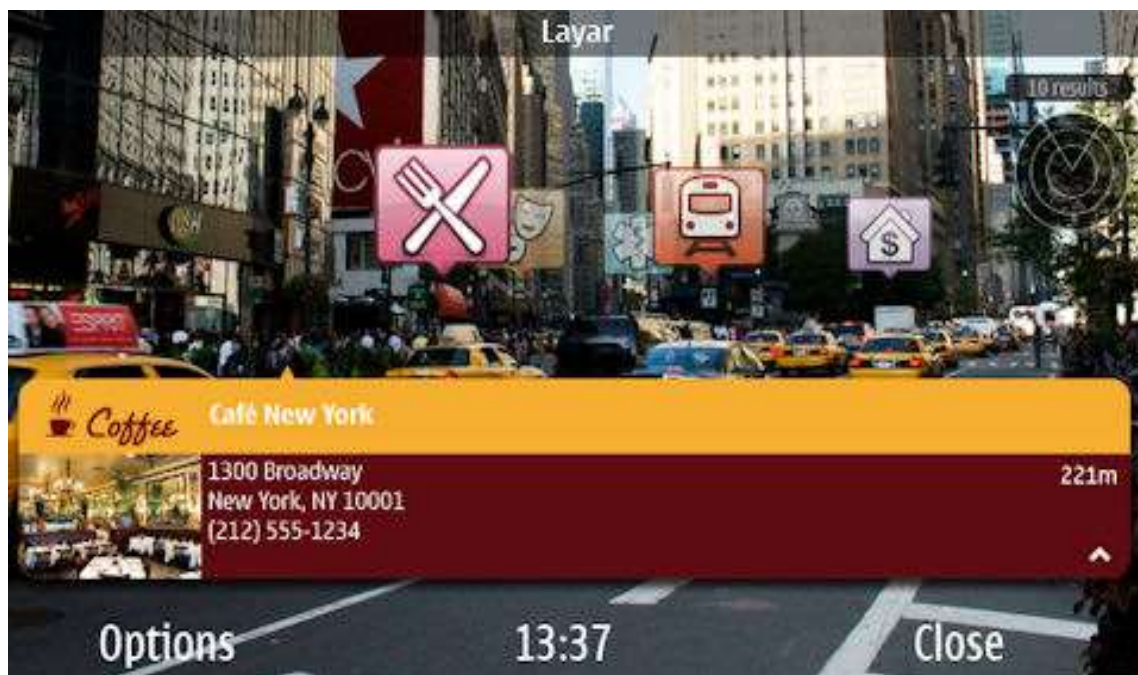 Layar
10 results
$
ESPRIT
Coffee
Café New York
1300 Broadway
221m
New York, NY 10001
(212) 555-1234
Options
13:37
Close